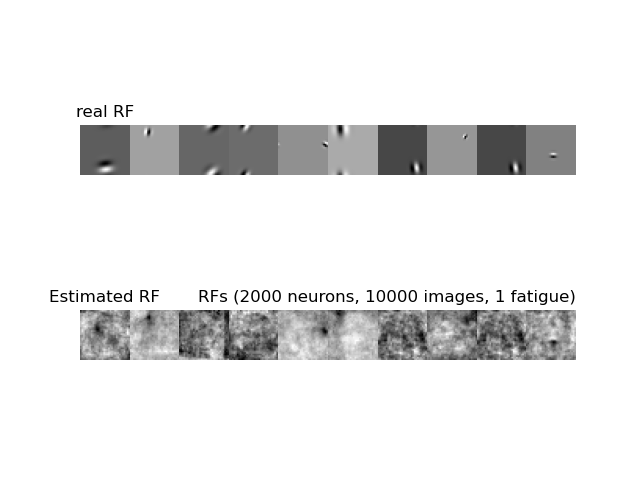 real RF
Estimated RF
RFs (2000 neurons, 10000 images, 1 fatigue)